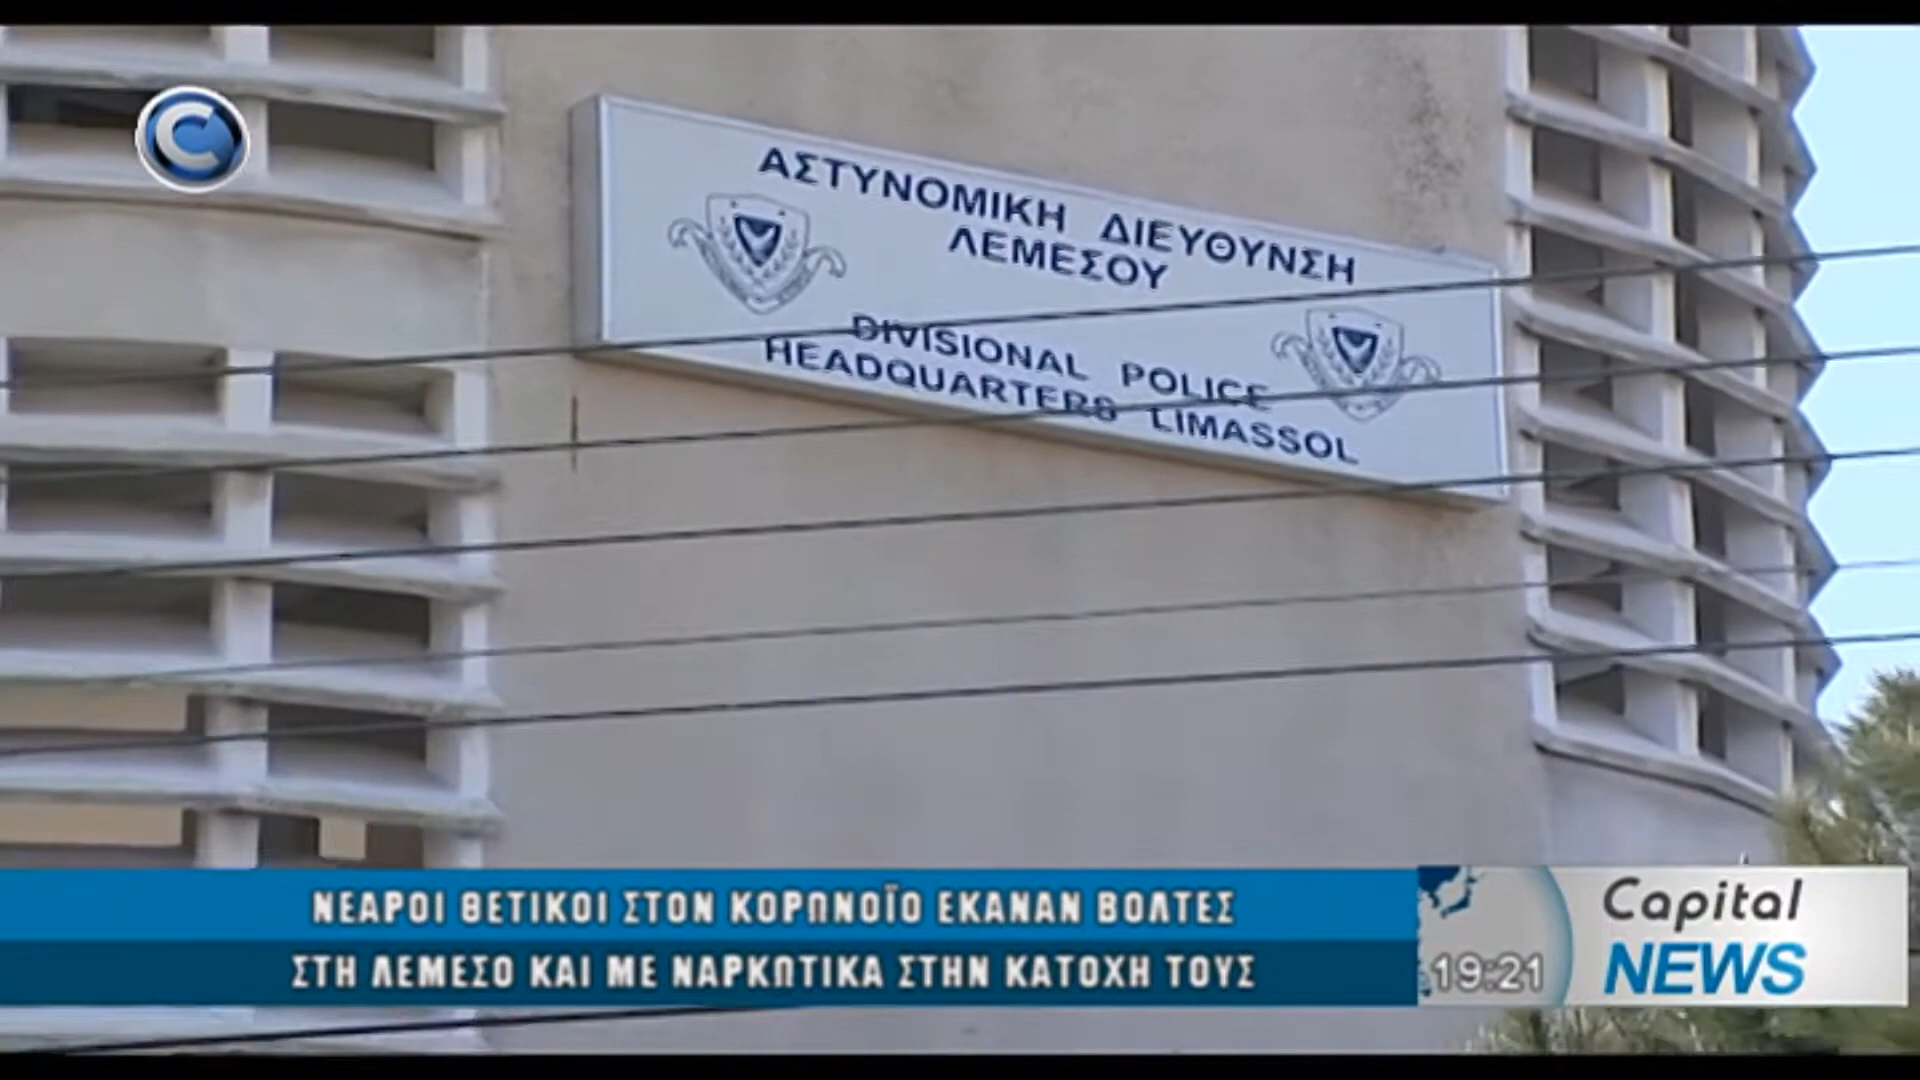 C
ΑΣΤΥΝΟΜΙΚΗ ΔΙΕΥΘΥΝΣΗ
ΛΕΜΕΣΟΥ
DIVISIONAL POLICE
HEADQUARTERS LIMASSOL
ΝΕΑΡΟΙ ΘΕΤΙΚΟΙ ΣΤΟΝ ΚΟΡΩΝΟΪΟ ΕΚΑΝΑΝ ΒΟΛΤΕΣ
ΣΤΗ ΛΕΜΕΣΟ ΚΑΙ ΜΕ ΝΑΡΚΩΤΙΚΑ ΣΤΗΝ ΚΑΤΟΧΗ ΤΟΥΣ
19:21
Capital
NEWS